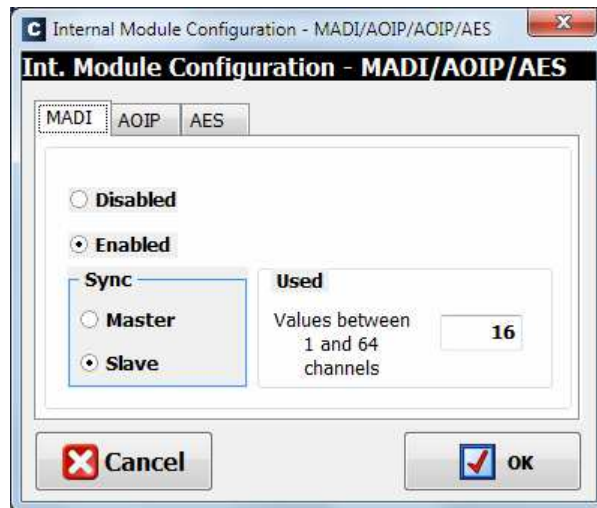 C Internal Module Configuration - MADI/AOIP/AOIP/AES X
Int. Module Configuration - MADI/AOIP/AES
MADI AOIP AES
Disabled
Enabled
Sync
Master
Slave
Used
Values between
1 and 64
channels
16
Cancel
OK